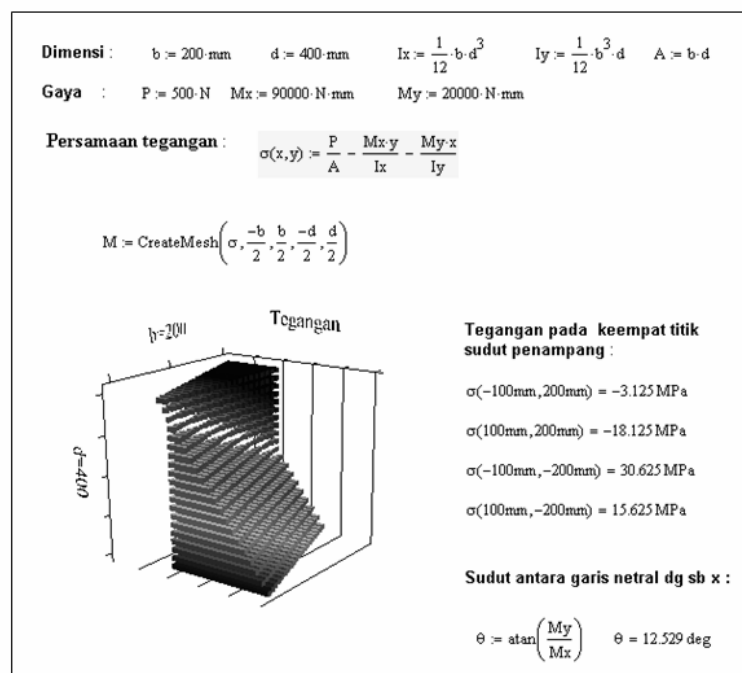 Dimensi : b := 200·mm d := 400·mm Ix := 1/12·b·d³ Iy := 1/12·b³·d A := b·d
Gaya : P := 500·N Mx := 90000·N·mm My := 20000·N·mm
Persamaan tegangan : σ(x,y) := P/A − Mx·y/Ix − My·x/Iy
M := CreateMesh(σ, −b/2, b/2, −d/2, d/2)
b=200
Tegangan
d=400
Tegangan pada keempat titik
sudut penampang :
σ(−100mm,200mm) = −3.125 MPa
σ(100mm,200mm) = −18.125 MPa
σ(−100mm,−200mm) = 30.625 MPa
σ(100mm,−200mm) = 15.625 MPa
Sudut antara garis netral dg sb x :
θ := atan(My/Mx) θ = 12.529 deg